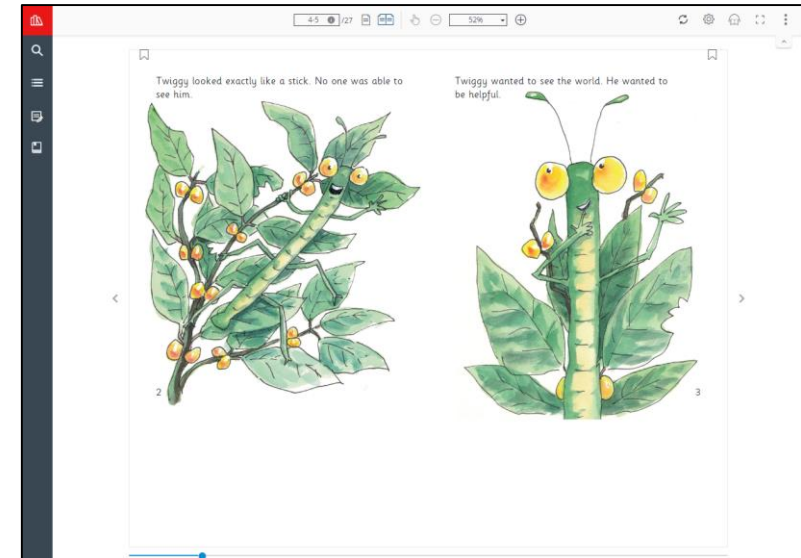 4-5 /27
52%
Twiggy looked exactly like a stick. No one was able to
see him.
Twiggy wanted to see the world. He wanted to
be helpful.
2
3